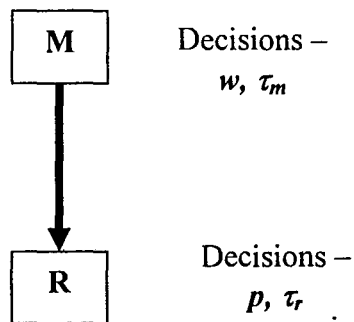 M
Decisions –
w, τm
R
Decisions –
p, τr